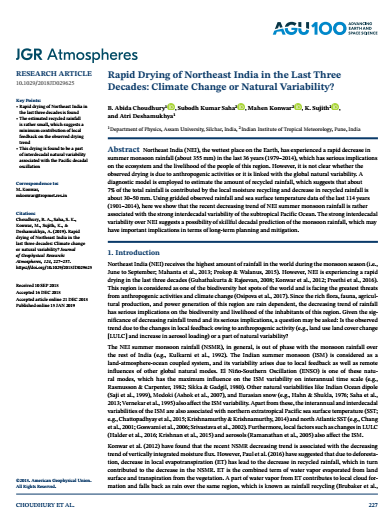 AGU100 ADVANCING EARTH AND SPACE SCIENCE
JGR Atmospheres
RESEARCH ARTICLE
10.1029/2018JD029625
Key Points:
• Rapid drying of Northeast India in the last three decades is found
• The estimated recycled rainfall is rather small, which suggests a minimum contribution of local feedback on the observed drying trend
• This drying is found to be a part of interdecadal natural variability associated with the Pacific decadal oscillation
Correspondence to:
M. Konwar,
mkonwar@tropmet.res.in
Citation:
Choudhury, B. A., Saha, S. K., Konwar, M., Sujith, K., & Deshamukhya, A. (2019). Rapid drying of Northeast India in the last three decades: Climate change or natural variability? Journal of Geophysical Research: Atmospheres, 124, 227–237. https://doi.org/10.1029/2018JD029625
Received 10 SEP 2018
Accepted 16 DEC 2018
Accepted article online 21 DEC 2018
Published online 15 JAN 2019
©2018. American Geophysical Union.
All Rights Reserved.
Rapid Drying of Northeast India in the Last Three
Decades: Climate Change or Natural Variability?
B. Abida Choudhury¹, Subodh Kumar Saha², Mahen Konwar², K. Sujith²,
and Atri Deshamukhya¹
¹Department of Physics, Assam University, Silchar, India, ²Indian Institute of Tropical Meteorology, Pune, India
Abstract Northeast India (NEI), the wettest place on the Earth, has experienced a rapid decrease in
summer monsoon rainfall (about 355 mm) in the last 36 years (1979–2014), which has serious implications
on the ecosystem and the livelihood of the people of this region. However, it is not clear whether the
observed drying is due to anthropogenic activities or it is linked with the global natural variability. A
diagnostic model is employed to estimate the amount of recycled rainfall, which suggests that about
7% of the total rainfall is contributed by the local moisture recycling and decrease in recycled rainfall is
about 30–50 mm. Using gridded observed rainfall and sea surface temperature data of the last 114 years
(1901–2014), here we show that the recent decreasing trend of NEI summer monsoon rainfall is rather
associated with the strong interdecadal variability of the subtropical Pacific Ocean. The strong interdecadal
variability over NEI suggests a possibility of skillful decadal prediction of the monsoon rainfall, which may
have important implications in terms of long-term planning and mitigation.
1. Introduction
Northeast India (NEI) receives the highest amount of rainfall in the world during the monsoon season (i.e.,
June to September; Mahanta et al., 2013; Prokop & Walanus, 2015). However, NEI is experiencing a rapid
drying in the last three decades (Guhathakurta & Rajeevan, 2008; Konwar et al., 2012; Preethi et al., 2016).
This region is considered as one of the biodiversity hot spots of the world and is facing the greatest threats
from anthropogenic activities and climate change (Osipova et al., 2017). Since the rich flora, fauna, agricul-
tural production, and power generation of this region are rain dependent, the decreasing trend of rainfall
has serious implications on the biodiversity and livelihood of the inhabitants of this region. Given the sig-
nificance of decreasing rainfall trend and its serious implications, a question may be asked: Is the observed
trend due to the changes in local feedback owing to anthropogenic activity (e.g., land use land cover change
[LULC] and increase in aerosol loading) or a part of natural variability?
The NEI summer monsoon rainfall (NSMR), in general, is out of phase with the monsoon rainfall over
the rest of India (e.g., Kulkarni et al., 1992). The Indian summer monsoon (ISM) is considered as a
land-atmosphere-ocean coupled system, and its variability arises due to local feedback as well as remote
influences of other global natural modes. El Niño-Southern Oscillation (ENSO) is one of these natu-
ral modes, which has the maximum influence on the ISM variability on interannual time scale (e.g.,
Rasmusson & Carpenter, 1982; Sikka & Gadgil, 1980). Other natural variabilities like Indian Ocean dipole
(Saji et al., 1999), Modoki (Ashok et al., 2007), and Eurasian snow (e.g., Hahn & Shukla, 1976; Saha et al.,
2013; Vernekar et al., 1995) also affect the ISM variability. Apart from these, the interannual and interdecadal
variabilities of the ISM are also associated with northern extratropical Pacific sea surface temperature (SST;
e.g., Chattopadhyay et al., 2015; Krishnamurthy & Krishnamurthy, 2014) and north Atlantic SST (e.g., Chang
et al., 2001; Goswami et al., 2006; Srivastava et al., 2002). Furthermore, local factors such as changes in LULC
(Halder et al., 2016; Krishnan et al., 2015) and aerosols (Ramanathan et al., 2005) also affect the ISM.
Konwar et al. (2012) have found that the recent NSMR decreasing trend is associated with the decreasing
trend of vertically integrated moisture flux. However, Paul et al. (2016) have suggested that due to deforesta-
tion, decrease in local evapotranspiration (ET) has lead to the decrease in recycled rainfall, which in turn
contributed to the decrease in the NSMR. ET is the combined term of water vapor evaporated from land
surface and transpiration from the vegetation. A part of water vapor from ET contributes to local cloud for-
mation and falls back as rain over the same region, which is known as rainfall recycling (Brubaker et al.,
CHOUDHURY ET AL.
227